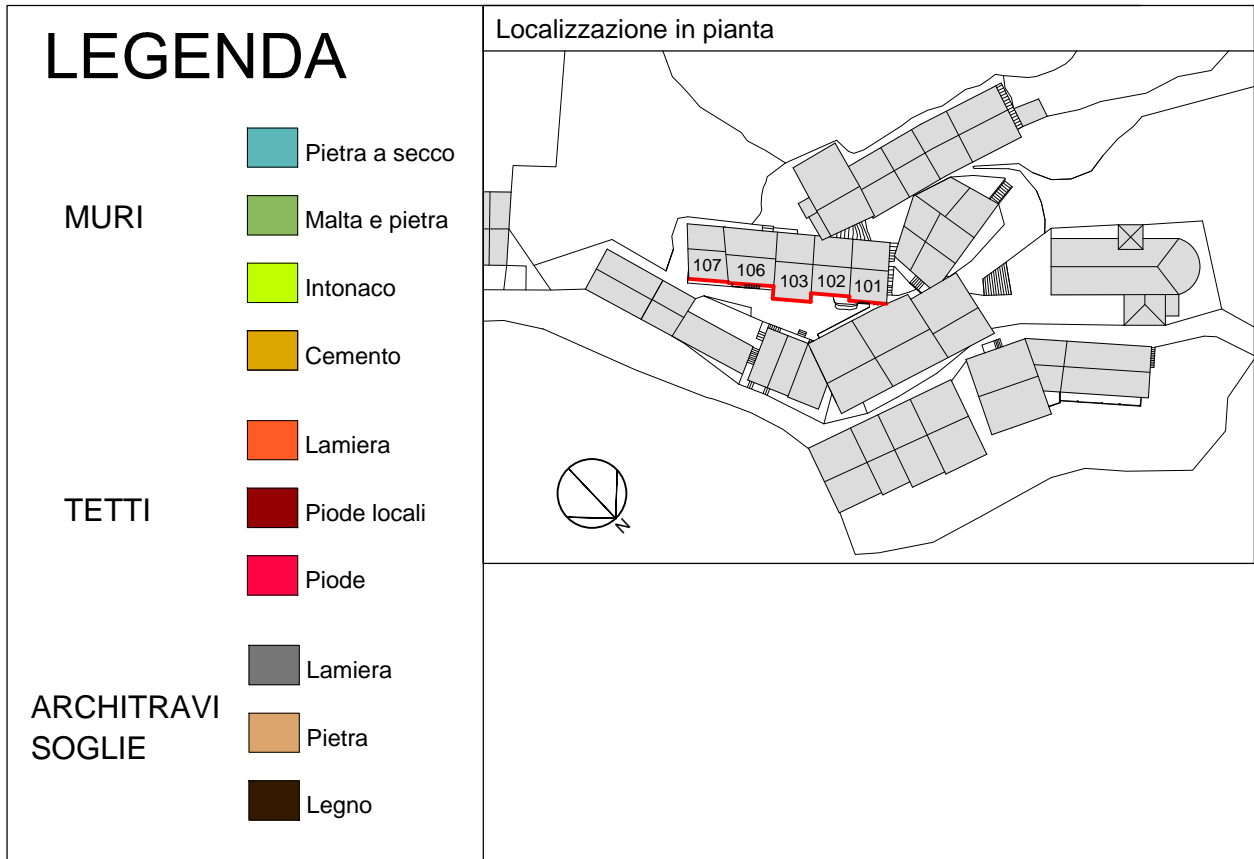 LEGENDA
MURI
Pietra a secco
Malta e pietra
Intonaco
Cemento
TETTI
Lamiera
Piode locali
Piode
ARCHITRAVI
SOGLIE
Lamiera
Pietra
Legno
Localizzazione in pianta
107
106
103
102
101
N